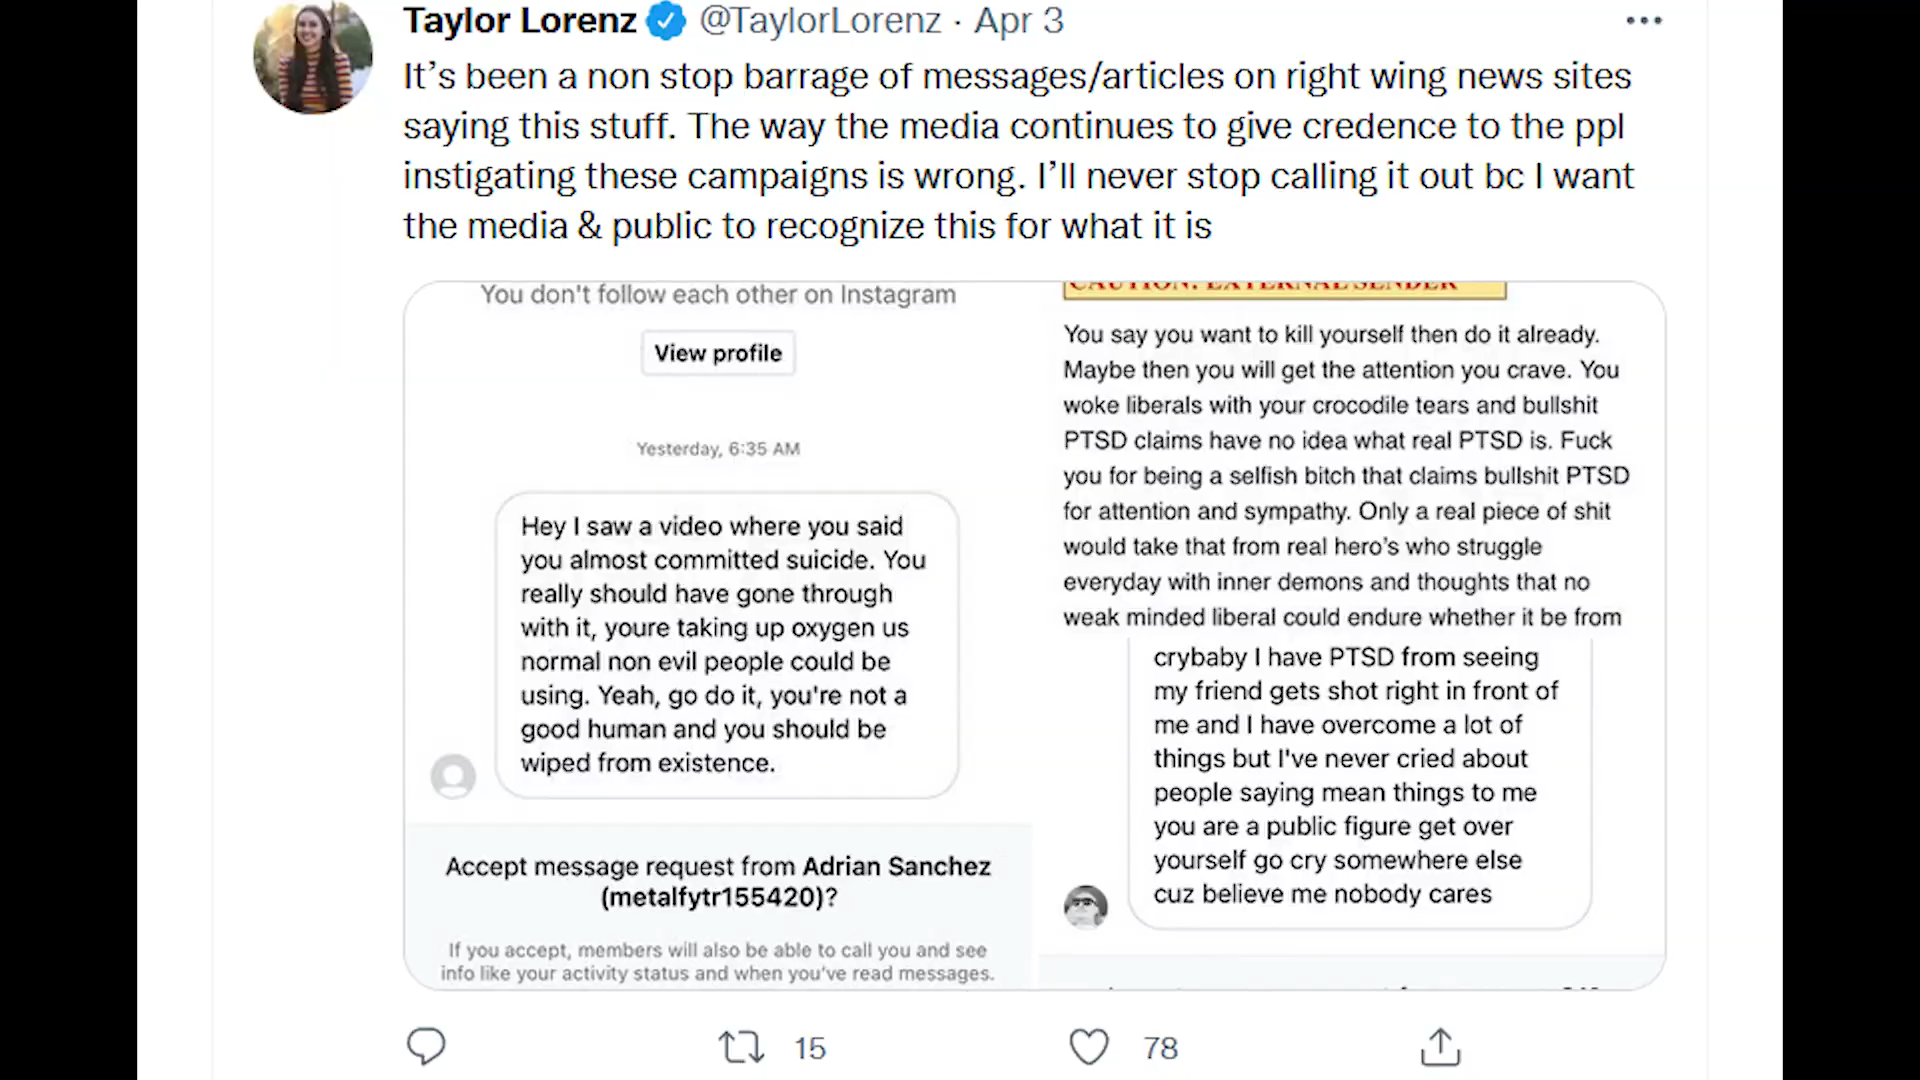 Taylor Lorenz @TaylorLorenz · Apr 3
It's been a non stop barrage of messages/articles on right wing news sites
saying this stuff. The way the media continues to give credence to the ppl
instigating these campaigns is wrong. I'll never stop calling it out bc I want
the media & public to recognize this for what it is
You don't follow each other on Instagram
View profile
Yesterday, 6:35 AM
Hey I saw a video where you said
you almost committed suicide. You
really should have gone through
with it, youre taking up oxygen us
normal non evil people could be
using. Yeah, go do it, you're not a
good human and you should be
wiped from existence.
Accept message request from Adrian Sanchez
(metalfytr155420)?
If you accept, members will also be able to call you and see
info like your activity status and when you've read messages.
CAUTION: EXTERNAL SENDER
You say you want to kill yourself then do it already.
Maybe then you will get the attention you crave. You
woke liberals with your crocodile tears and bullshit
PTSD claims have no idea what real PTSD is. Fuck
you for being a selfish bitch that claims bullshit PTSD
for attention and sympathy. Only a real piece of shit
would take that from real hero's who struggle
everyday with inner demons and thoughts that no
weak minded liberal could endure whether it be from
crybaby I have PTSD from seeing
my friend gets shot right in front of
me and I have overcome a lot of
things but I've never cried about
people saying mean things to me
you are a public figure get over
yourself go cry somewhere else
cuz believe me nobody cares
15
78